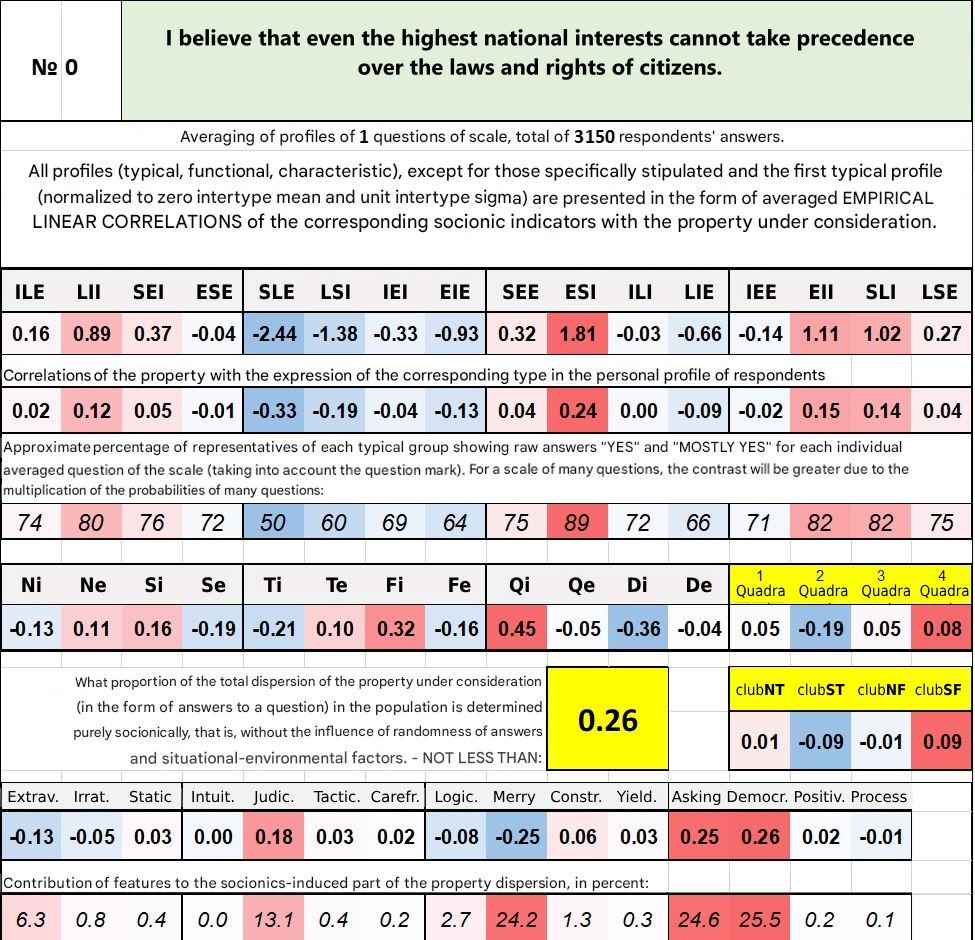 № 0
I believe that even the highest national interests cannot take precedence
over the laws and rights of citizens.
Averaging of profiles of 1 questions of scale, total of 3150 respondents' answers.
All profiles (typical, functional, characteristic), except for those specifically stipulated and the first typical profile
(normalized to zero intertype mean and unit intertype sigma) are presented in the form of averaged EMPIRICAL
LINEAR CORRELATIONS of the corresponding socionic indicators with the property under consideration.
ILE LII SEI ESE SLE LSI IEI EIE SEE ESI ILI LIE IEE EII SLI LSE
0.16 0.89 0.37 -0.04 -2.44 -1.38 -0.33 -0.93 0.32 1.81 -0.03 -0.66 -0.14 1.11 1.02 0.27
Correlations of the property with the expression of the corresponding type in the personal profile of respondents
0.02 0.12 0.05 -0.01 -0.33 -0.19 -0.04 -0.13 0.04 0.24 0.00 -0.09 -0.02 0.15 0.14 0.04
Approximate percentage of representatives of each typical group showing raw answers "YES" and "MOSTLY YES" for each individual
averaged question of the scale (taking into account the question mark). For a scale of many questions, the contrast will be greater due to the
multiplication of the probabilities of many questions:
74 80 76 72 50 60 69 64 75 89 72 66 71 82 82 75
Ni Ne Si Se Ti Te Fi Fe Qi Qe Di De 1 Quadra 2 Quadra 3 Quadra 4 Quadra
-0.13 0.11 0.16 -0.19 -0.21 0.10 0.32 -0.16 0.45 -0.05 -0.36 -0.04 0.05 -0.19 0.05 0.08
What proportion of the total dispersion of the property under consideration
(in the form of answers to a question) in the population is determined
purely socionically, that is, without the influence of randomness of answers
and situational-environmental factors. - NOT LESS THAN:
0.26
clubNT clubST clubNF clubSF
0.01 -0.09 -0.01 0.09
Extrav. Irrat. Static Intuit. Judic. Tactic. Carefr. Logic. Merry Constr. Yield. Asking Democr. Positiv. Process
-0.13 -0.05 0.03 0.00 0.18 0.03 0.02 -0.08 -0.25 0.06 0.03 0.25 0.26 0.02 -0.01
Contribution of features to the socionics-induced part of the property dispersion, in percent:
6.3 0.8 0.4 0.0 13.1 0.4 0.2 2.7 24.2 1.3 0.3 24.6 25.5 0.2 0.1